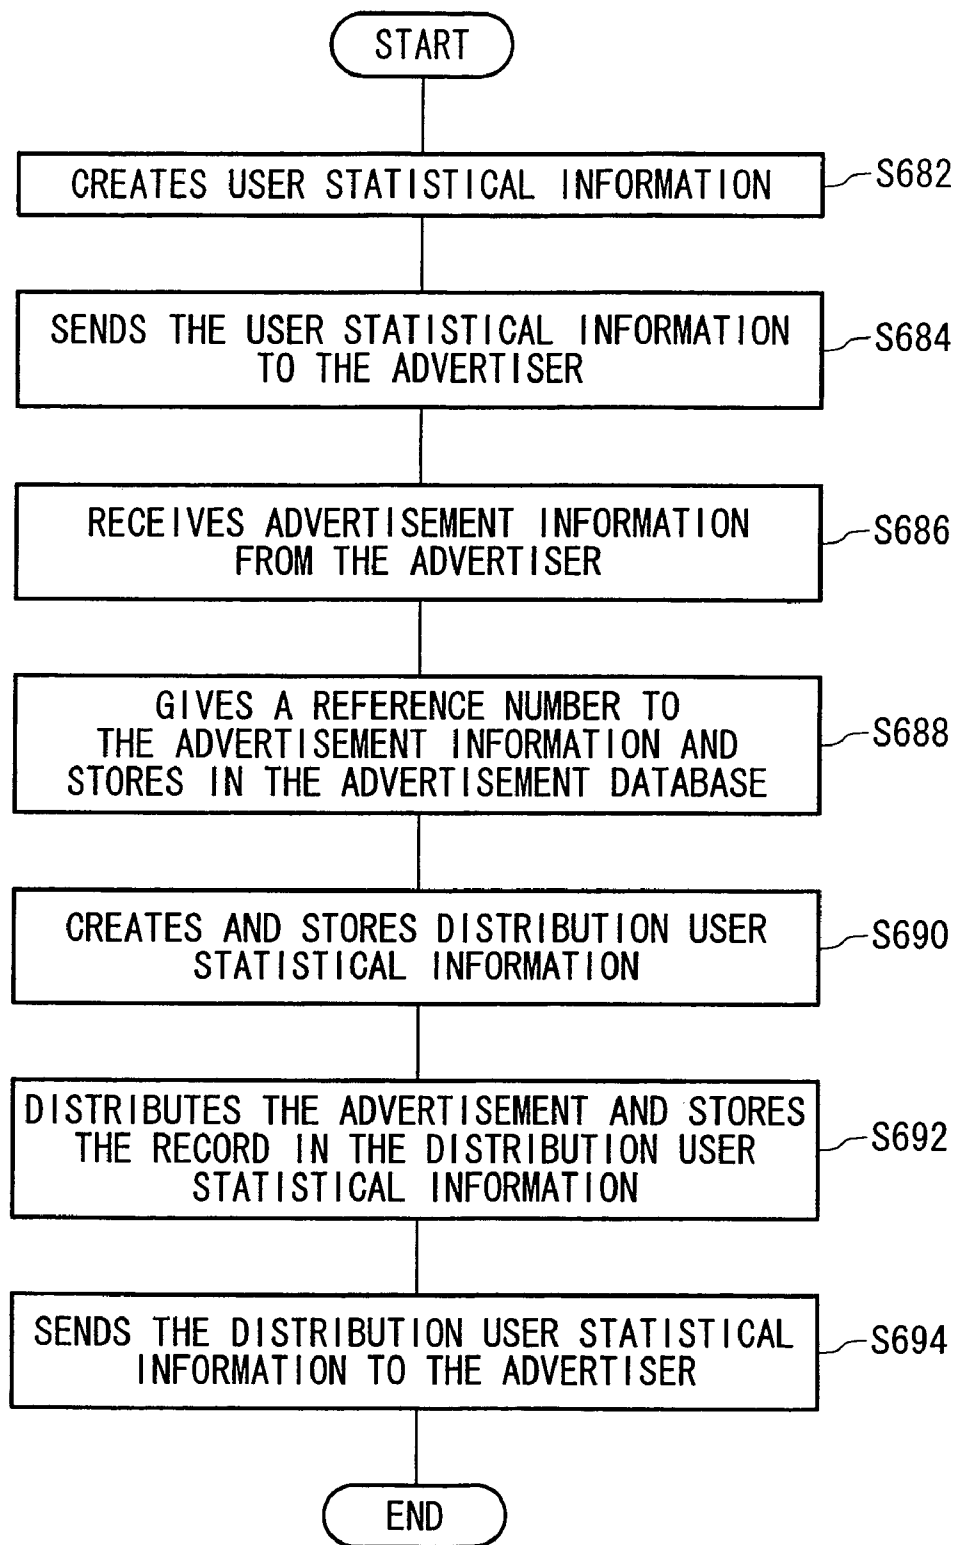 START
CREATES USER STATISTICAL INFORMATION
S682
SENDS THE USER STATISTICAL INFORMATION
TO THE ADVERTISER
S684
RECEIVES ADVERTISEMENT INFORMATION
FROM THE ADVERTISER
S686
GIVES A REFERENCE NUMBER TO
THE ADVERTISEMENT INFORMATION AND
STORES IN THE ADVERTISEMENT DATABASE
S688
CREATES AND STORES DISTRIBUTION USER
STATISTICAL INFORMATION
S690
DISTRIBUTES THE ADVERTISEMENT AND STORES
THE RECORD IN THE DISTRIBUTION USER
STATISTICAL INFORMATION
S692
SENDS THE DISTRIBUTION USER STATISTICAL
INFORMATION TO THE ADVERTISER
S694
END